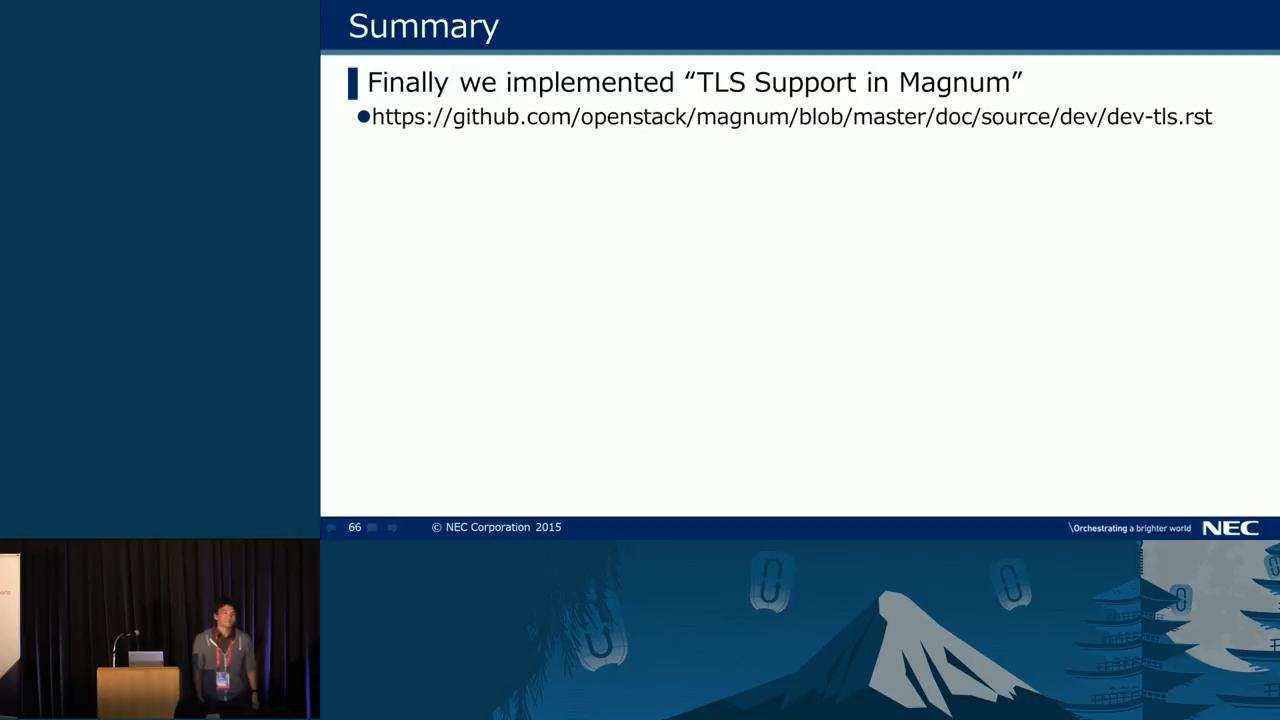 Summary
Finally we implemented “TLS Support in Magnum”
●https://github.com/openstack/magnum/blob/master/doc/source/dev/dev-tls.rst
66
© NEC Corporation 2015
\Orchestrating a brighter world
NEC